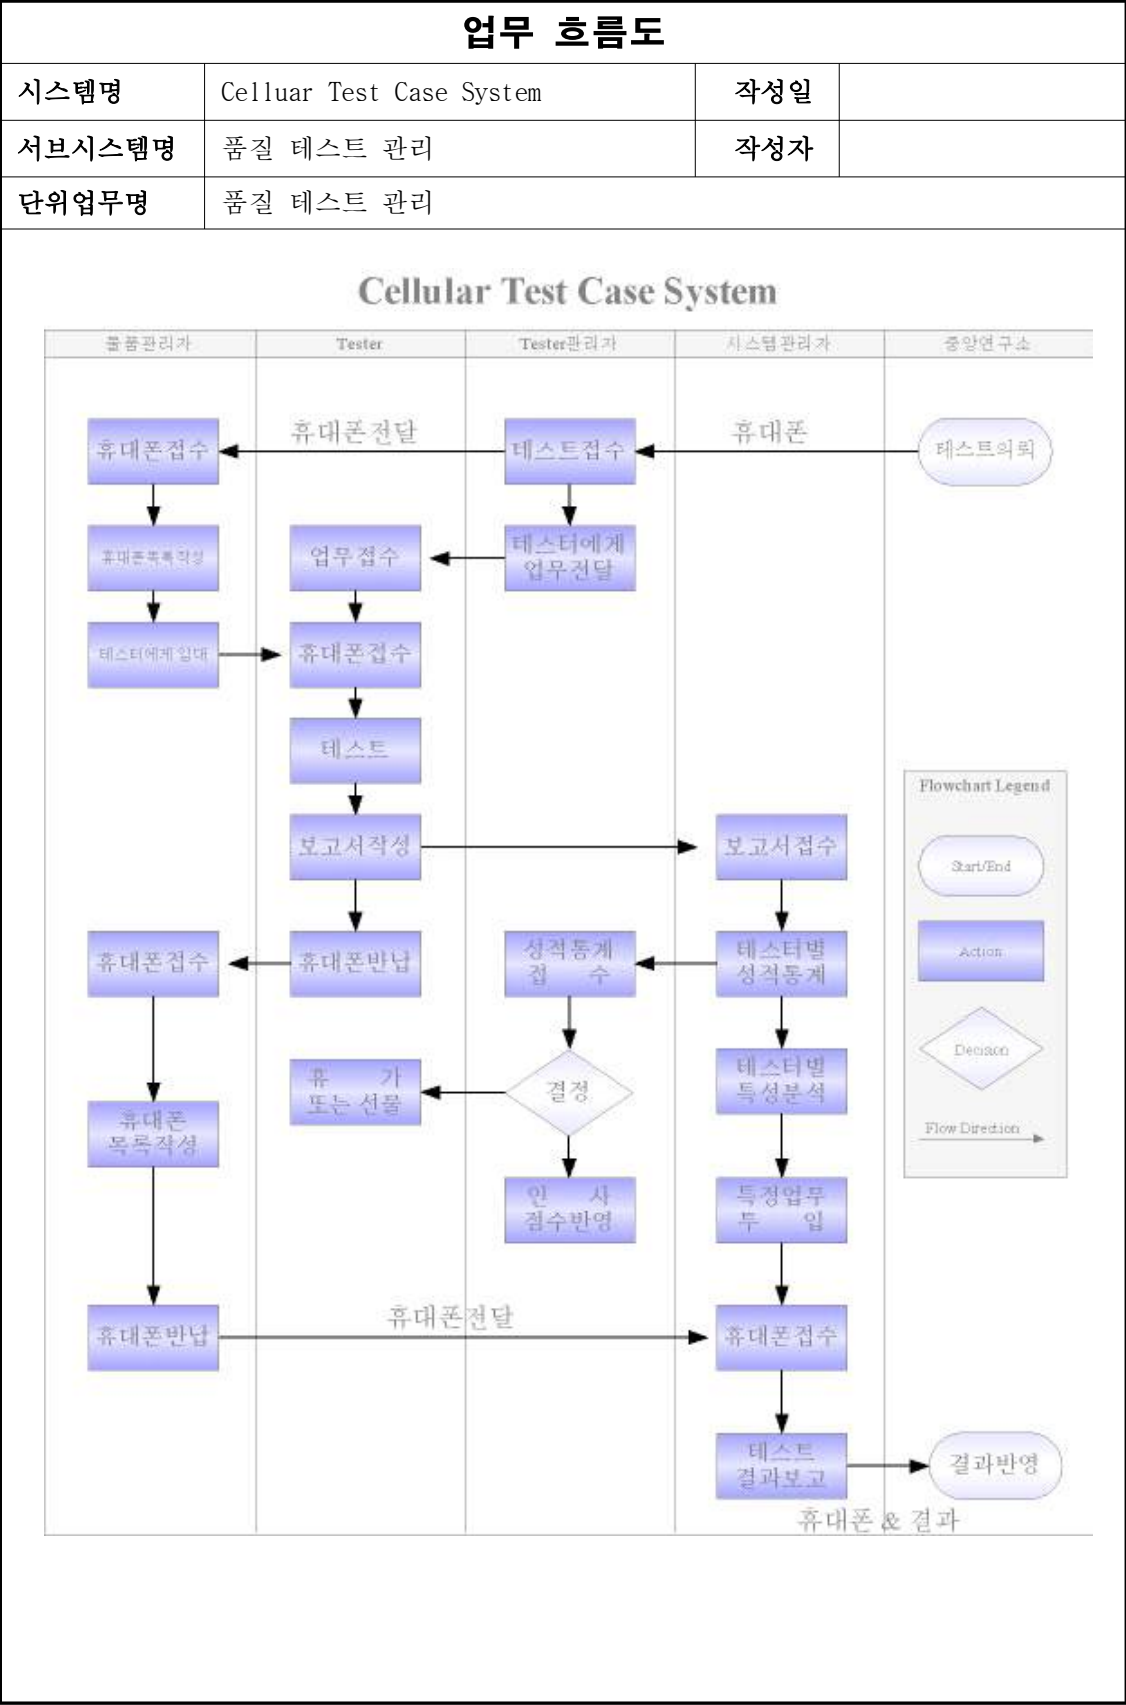 업무 흐름도
시스템명 Celluar Test Case System 작성일
서브시스템명 품질 테스트 관리 작성자
단위업무명 품질 테스트 관리
Cellular Test Case System
물품관리자 Tester Tester관리자 시스템관리자 중앙연구소
휴대폰전달 휴대폰
휴대폰접수 테스트접수 테스트의뢰
휴대폰목록작성 업무접수 테스터에게
업무전달
테스터에게 임대 휴대폰접수
테스트
Flowchart Legend
보고서작성 보고서접수
Start/End
휴대폰접수 휴대폰반납 성적통계
접 수
테스터별
성적통계
Action
휴 가
또는 선물
결정
테스터별
특성분석
Decision
휴대폰
목록작성
Flow Direction
인 사
점수반영
특정업무
투 입
휴대폰전달
휴대폰반납 휴대폰접수
테스트
결과보고
결과반영
휴대폰 & 결과